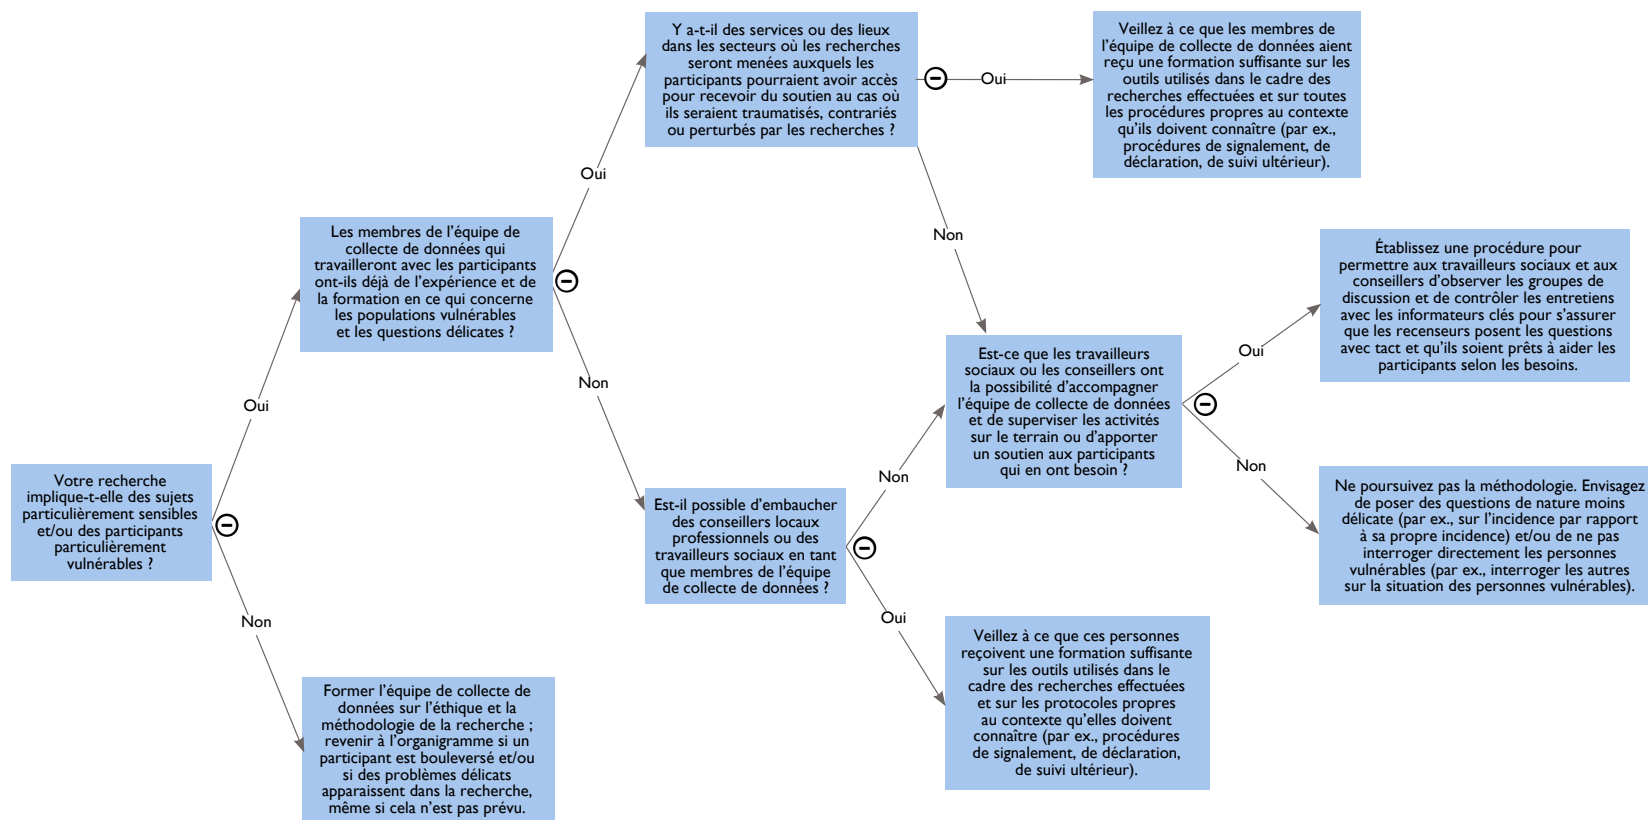 Votre recherche
implique-t-elle des sujets
particulièrement sensibles
et/ou des participants
particulièrement
vulnérables ?
Oui
Non
Les membres de l’équipe de
collecte de données qui
travailleront avec les participants
ont-ils déjà de l’expérience et de
la formation en ce qui concerne
les populations vulnérables
et les questions délicates ?
Former l’équipe de collecte de
données sur l’éthique et la
méthodologie de la recherche ;
revenir à l’organigramme si un
participant est bouleversé et/ou
si des problèmes délicats
apparaissent dans la recherche,
même si cela n’est pas prévu.
Oui
Non
Y a-t-il des services ou des lieux
dans les secteurs où les recherches
seront menées auxquels les
participants pourraient avoir accès
pour recevoir du soutien au cas où
ils seraient traumatisés, contrariés
ou perturbés par les recherches ?
Est-il possible d’embaucher
des conseillers locaux
professionnels ou des
travailleurs sociaux en tant
que membres de l’équipe
de collecte de données ?
Oui
Non
Non
Oui
Veillez à ce que les membres de
l’équipe de collecte de données aient
reçu une formation suffisante sur les
outils utilisés dans le cadre des
recherches effectuées et sur toutes
les procédures propres au contexte
qu’ils doivent connaître (par ex.,
procédures de signalement, de
déclaration, de suivi ultérieur).
Est-ce que les travailleurs
sociaux ou les conseillers ont
la possibilité d’accompagner
l’équipe de collecte de données
et de superviser les activités
sur le terrain ou d’apporter
un soutien aux participants
qui en ont besoin ?
Veillez à ce que ces personnes
reçoivent une formation suffisante
sur les outils utilisés dans le
cadre des recherches effectuées
et sur les protocoles propres
au contexte qu’elles doivent
connaître (par ex., procédures
de signalement, de déclaration,
de suivi ultérieur).
Oui
Non
Établissez une procédure pour
permettre aux travailleurs sociaux et aux
conseillers d’observer les groupes de
discussion et de contrôler les entretiens
avec les informateurs clés pour s’assurer
que les recenseurs posent les questions
avec tact et qu’ils soient prêts à aider les
participants selon les besoins.
Ne poursuivez pas la méthodologie. Envisagez
de poser des questions de nature moins
délicate (par ex., sur l’incidence par rapport
à sa propre incidence) et/ou de ne pas
interroger directement les personnes
vulnérables (par ex., interroger les autres
sur la situation des personnes vulnérables).